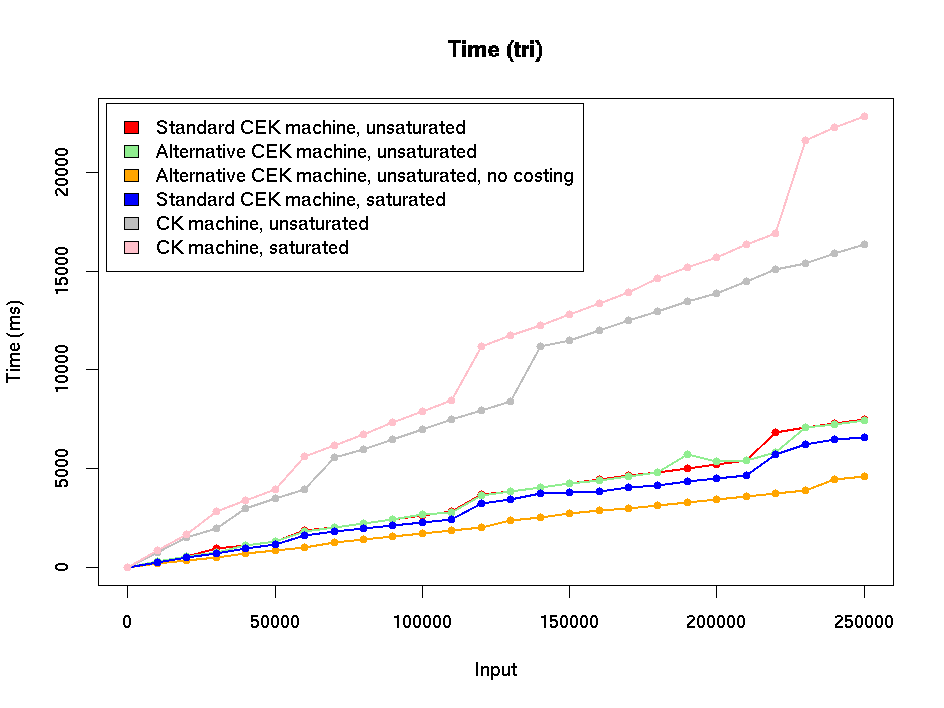 Time (tri)
Standard CEK machine, unsaturated
Alternative CEK machine, unsaturated
Alternative CEK machine, unsaturated, no costing
Standard CEK machine, saturated
CK machine, unsaturated
CK machine, saturated
Time (ms)
20000
15000
10000
5000
0
0 50000 100000 150000 200000 250000
Input